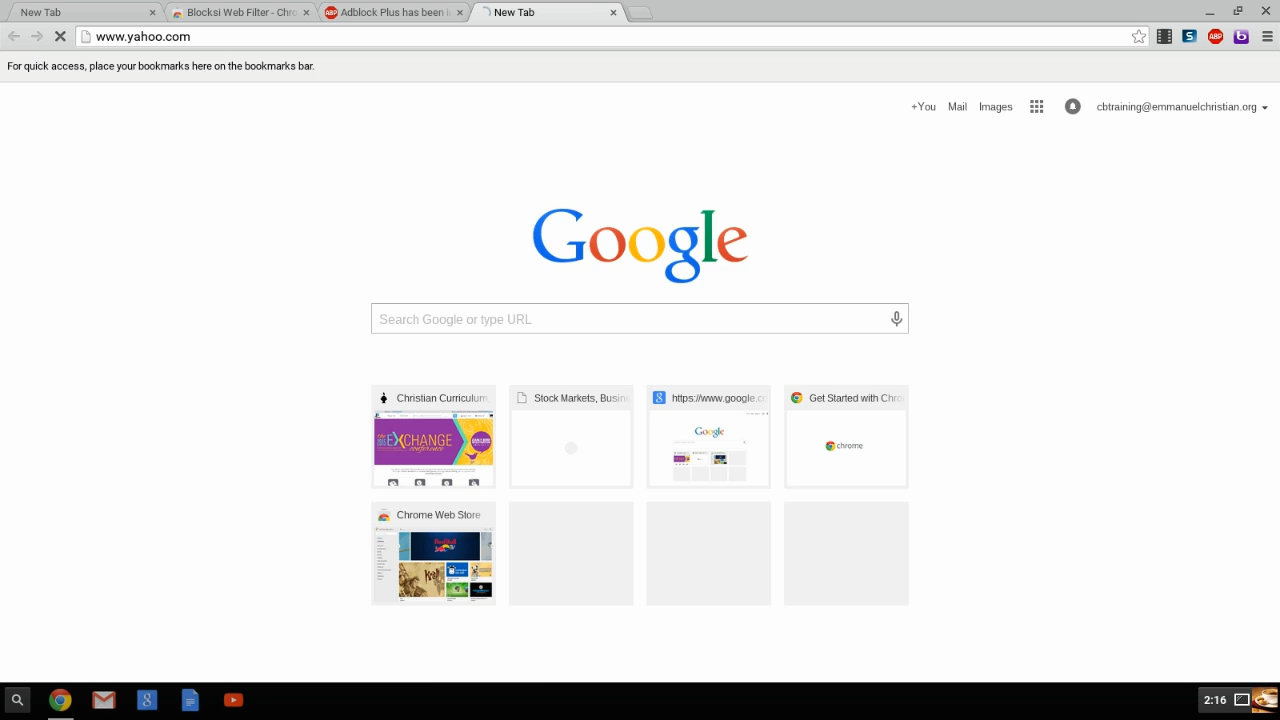 New Tab
Blocksi Web Filter - Chro
Adblock Plus has been i
New Tab
www.yahoo.com
ABP
For quick access, place your bookmarks here on the bookmarks bar.
+You Mail Images cbtraining@emmanuelchristian.org
Google
Search Google or type URL
Christian Curriculum,
Stock Markets, Busin
https://www.google.co
Get Started with Chro
EXCHANGE
conference
Google
chrome
Chrome Web Store
2:16